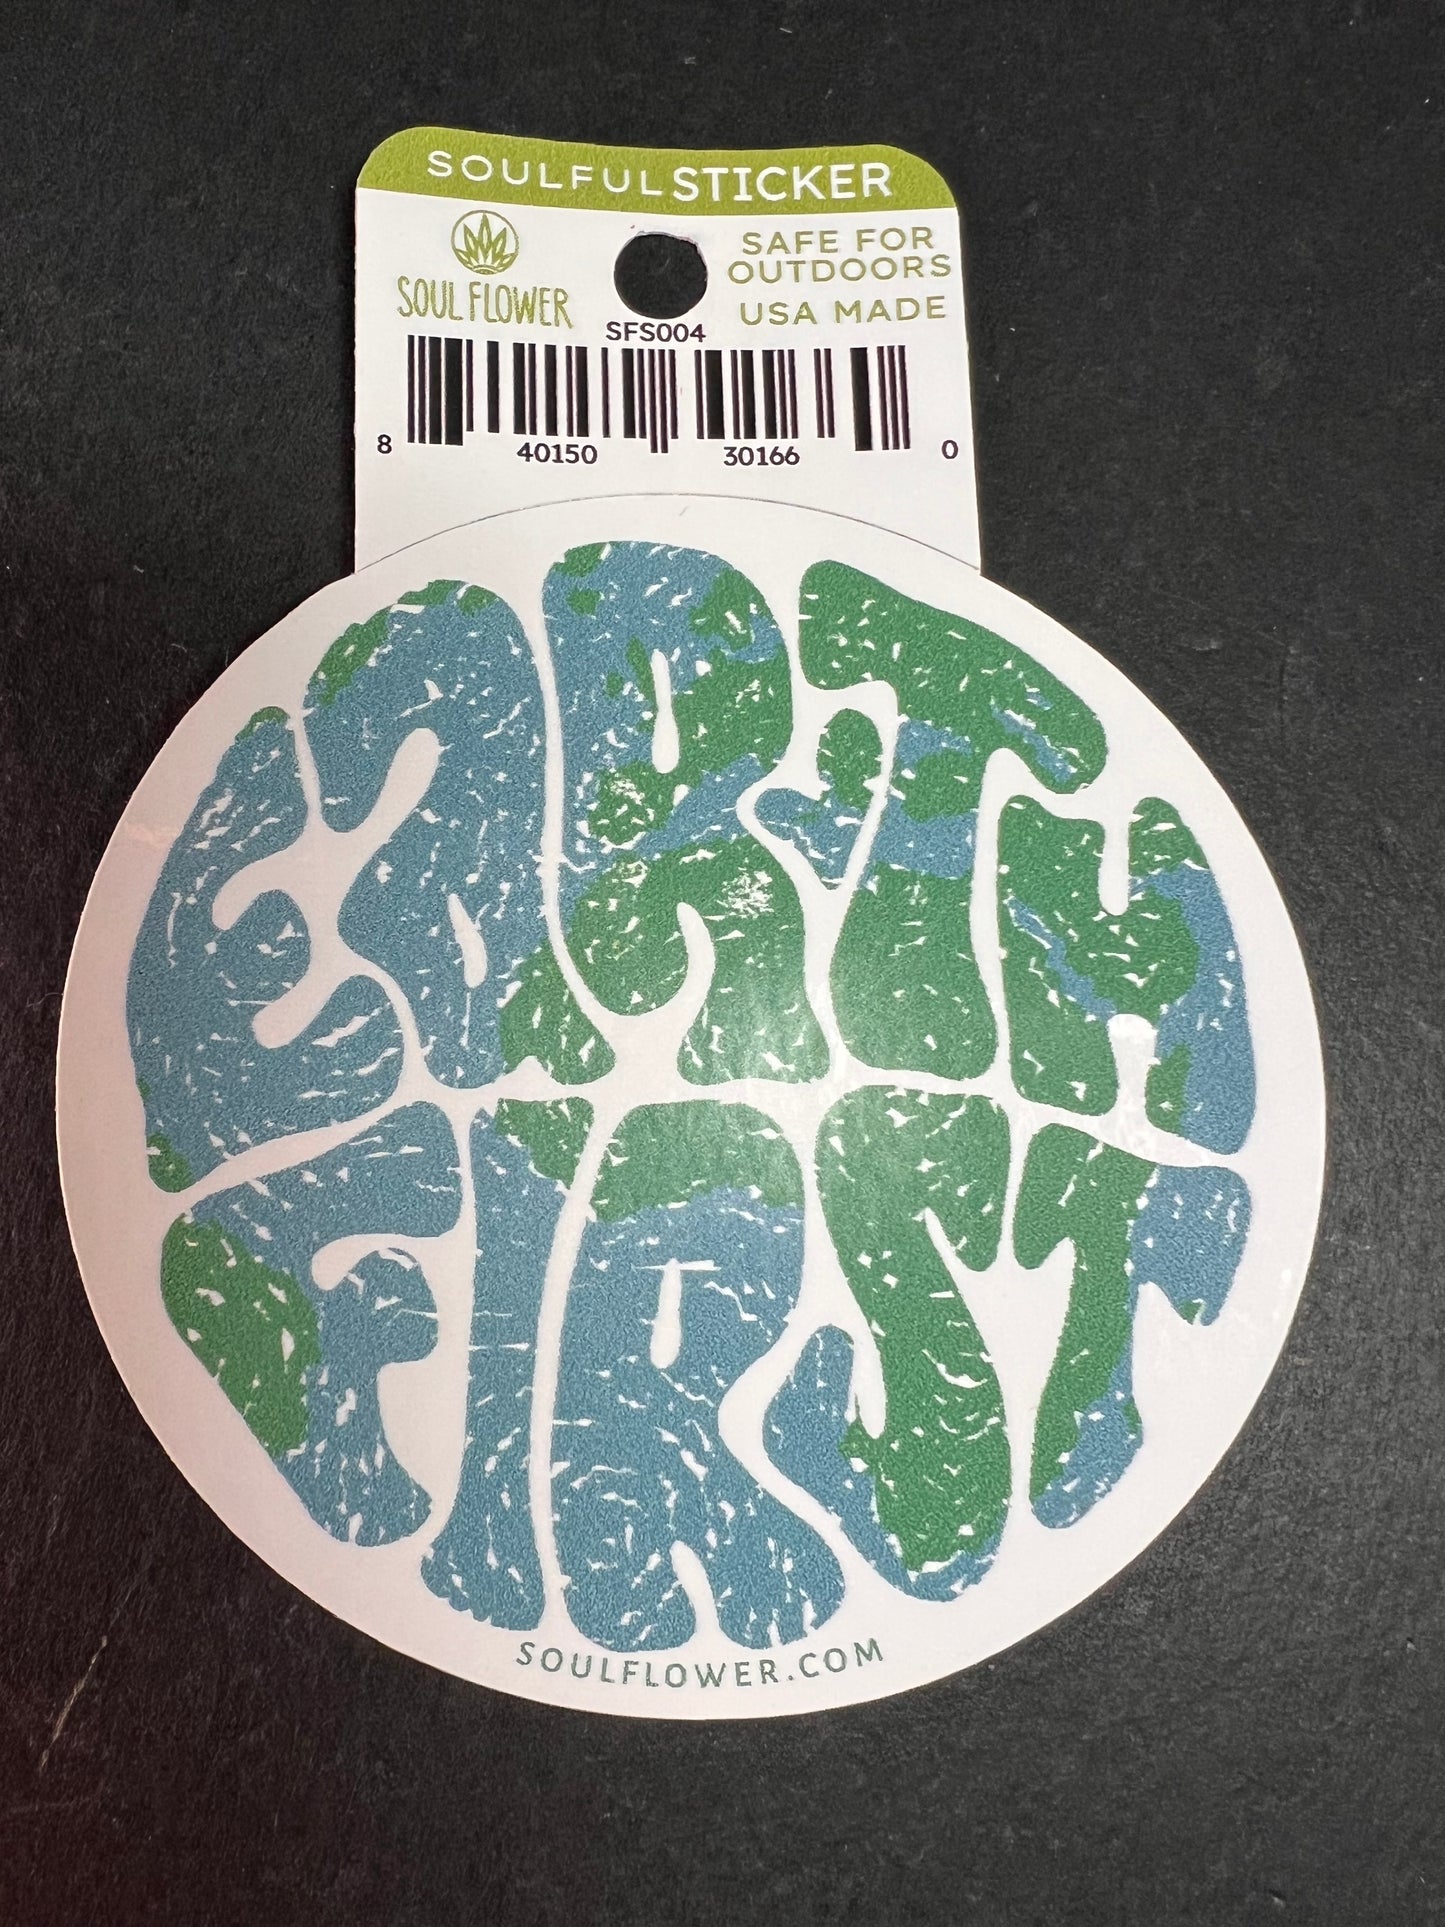 SOULFULSTICKER
SOUL FLOWER
SAFE FOR
OUTDOORS
USA MADE
SFS004
8 40150 30166 0
EARTH
FIRST
SOULFLOWER.COM